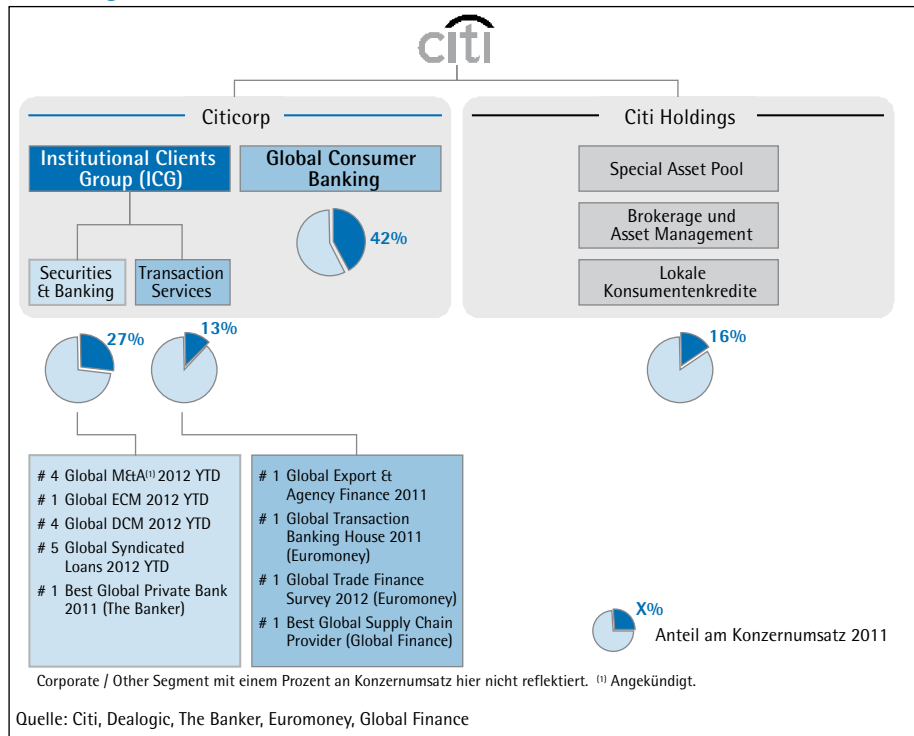 citi
Citicorp
Citi Holdings
Institutional Clients
Group (ICG)
Global Consumer
Banking
42%
Securities
& Banking
Transaction
Services
Special Asset Pool
Brokerage und
Asset Management
Lokale
Konsumentenkredite
27%
13%
16%
# 4 Global M&A(1) 2012 YTD
# 1 Global ECM 2012 YTD
# 4 Global DCM 2012 YTD
# 5 Global Syndicated
Loans 2012 YTD
# 1 Best Global Private Bank
2011 (The Banker)
# 1 Global Export &
Agency Finance 2011
# 1 Global Transaction
Banking House 2011
(Euromoney)
# 1 Global Trade Finance
Survey 2012 (Euromoney)
# 1 Best Global Supply Chain
Provider (Global Finance)
X%
Anteil am Konzernumsatz 2011
Corporate / Other Segment mit einem Prozent an Konzernumsatz hier nicht reflektiert. (1) Angekündigt.
Quelle: Citi, Dealogic, The Banker, Euromoney, Global Finance